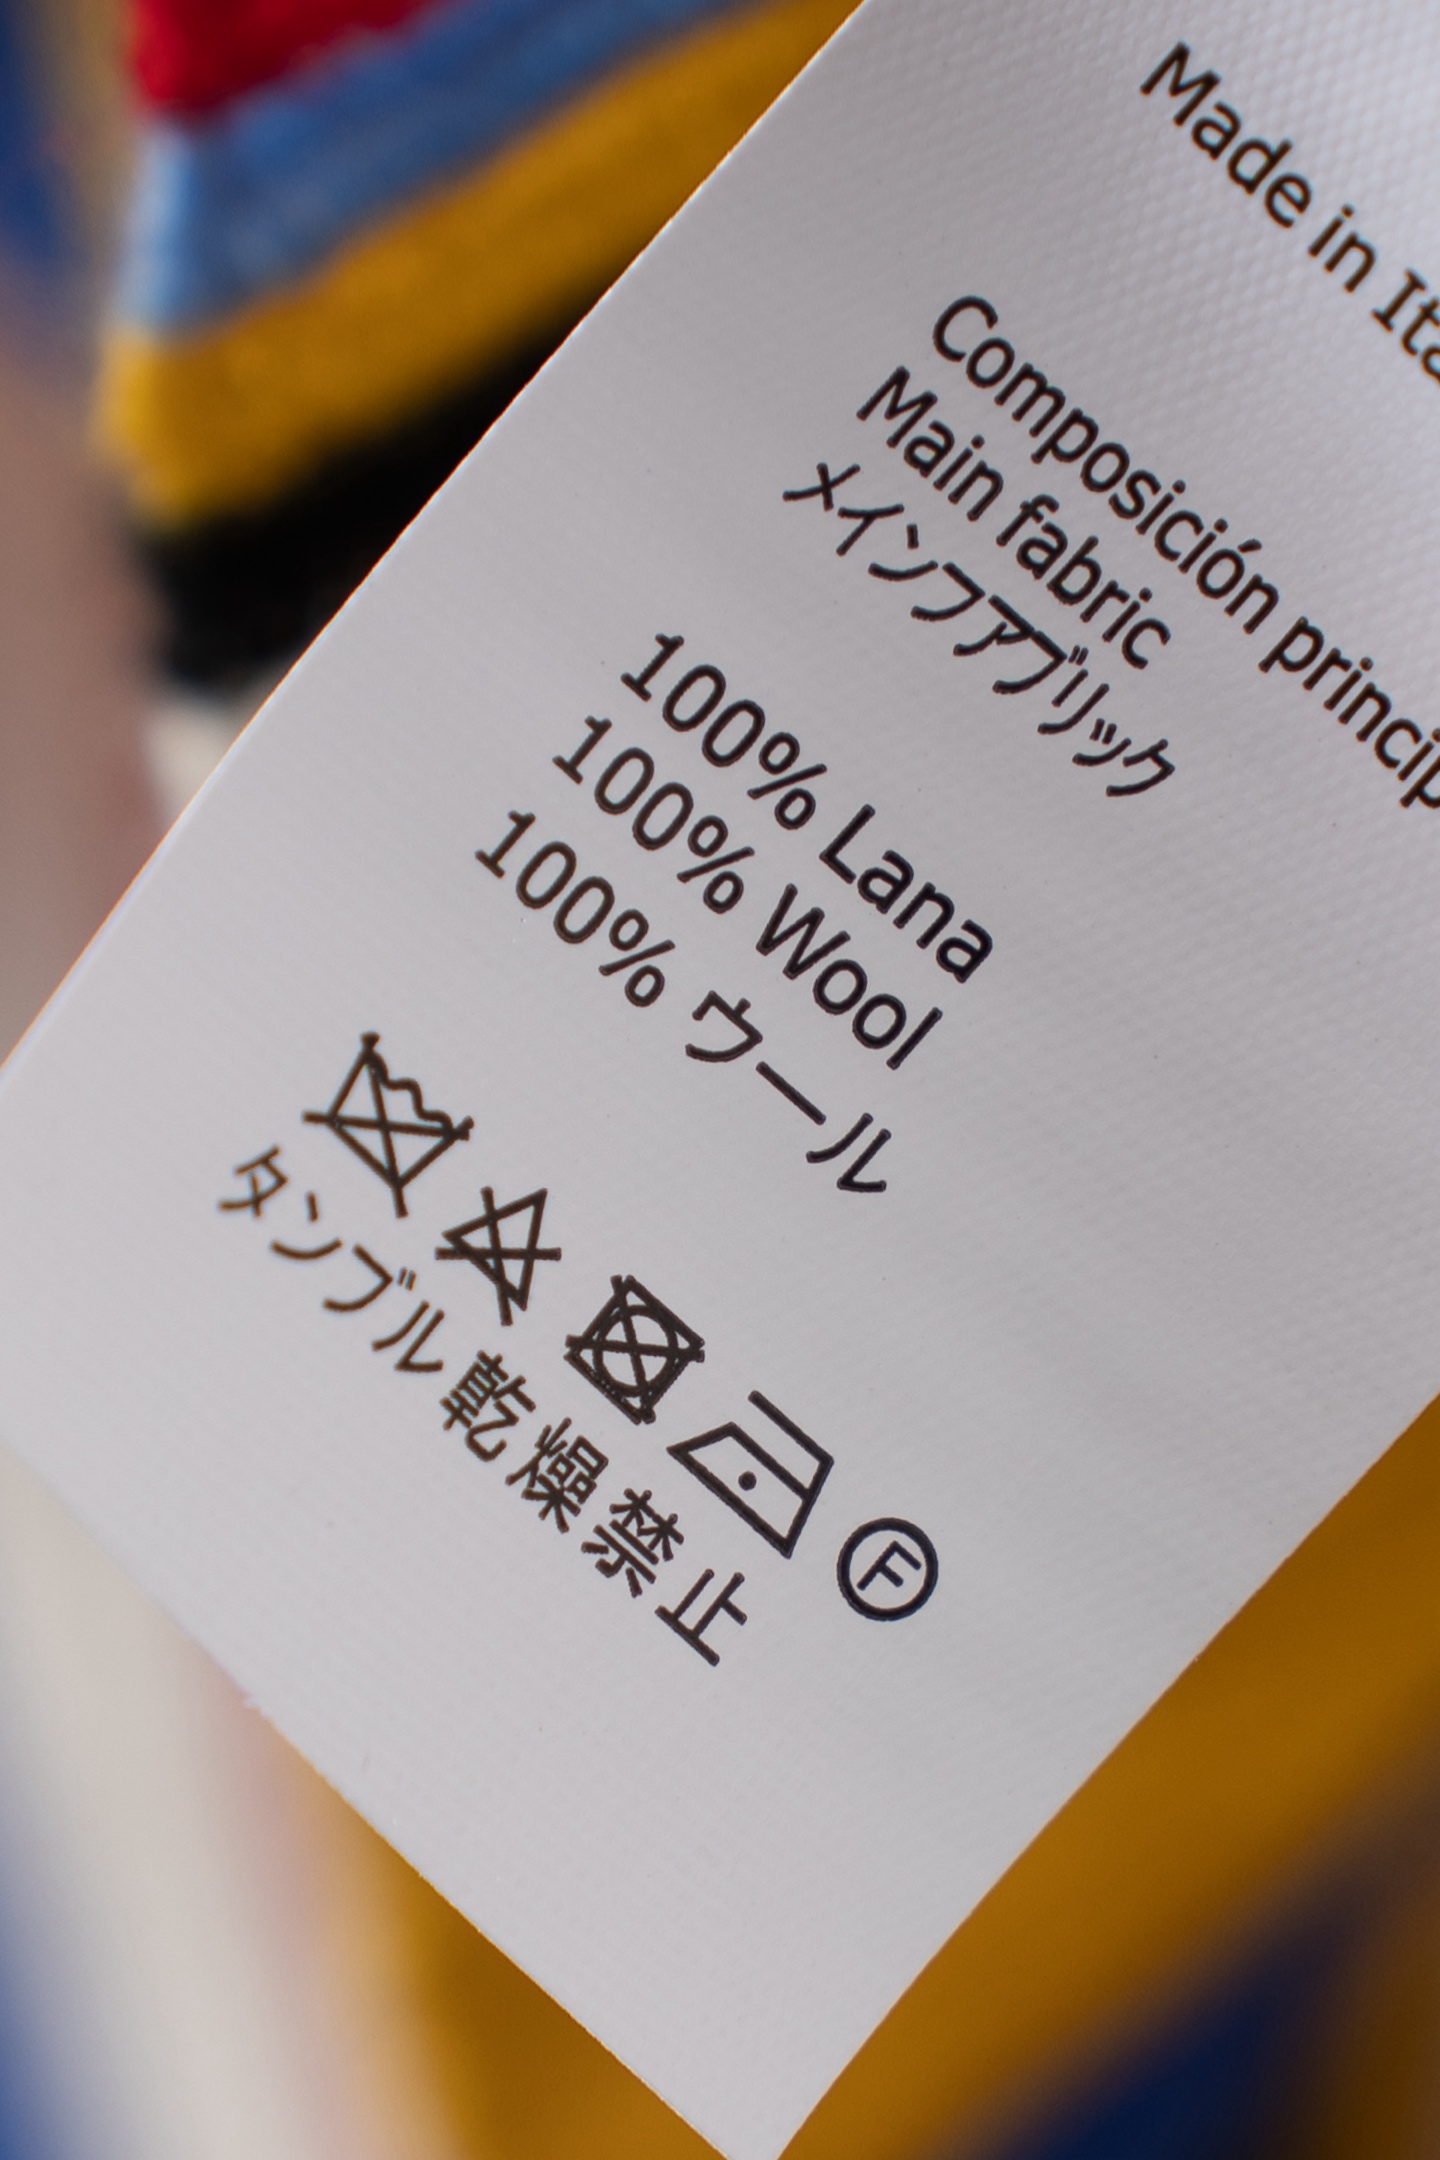 Made in Ita
Composición princip
Main fabric
メインファブリック
100% Lana
100% Wool
100% ウール
F
タンブル乾燥禁止